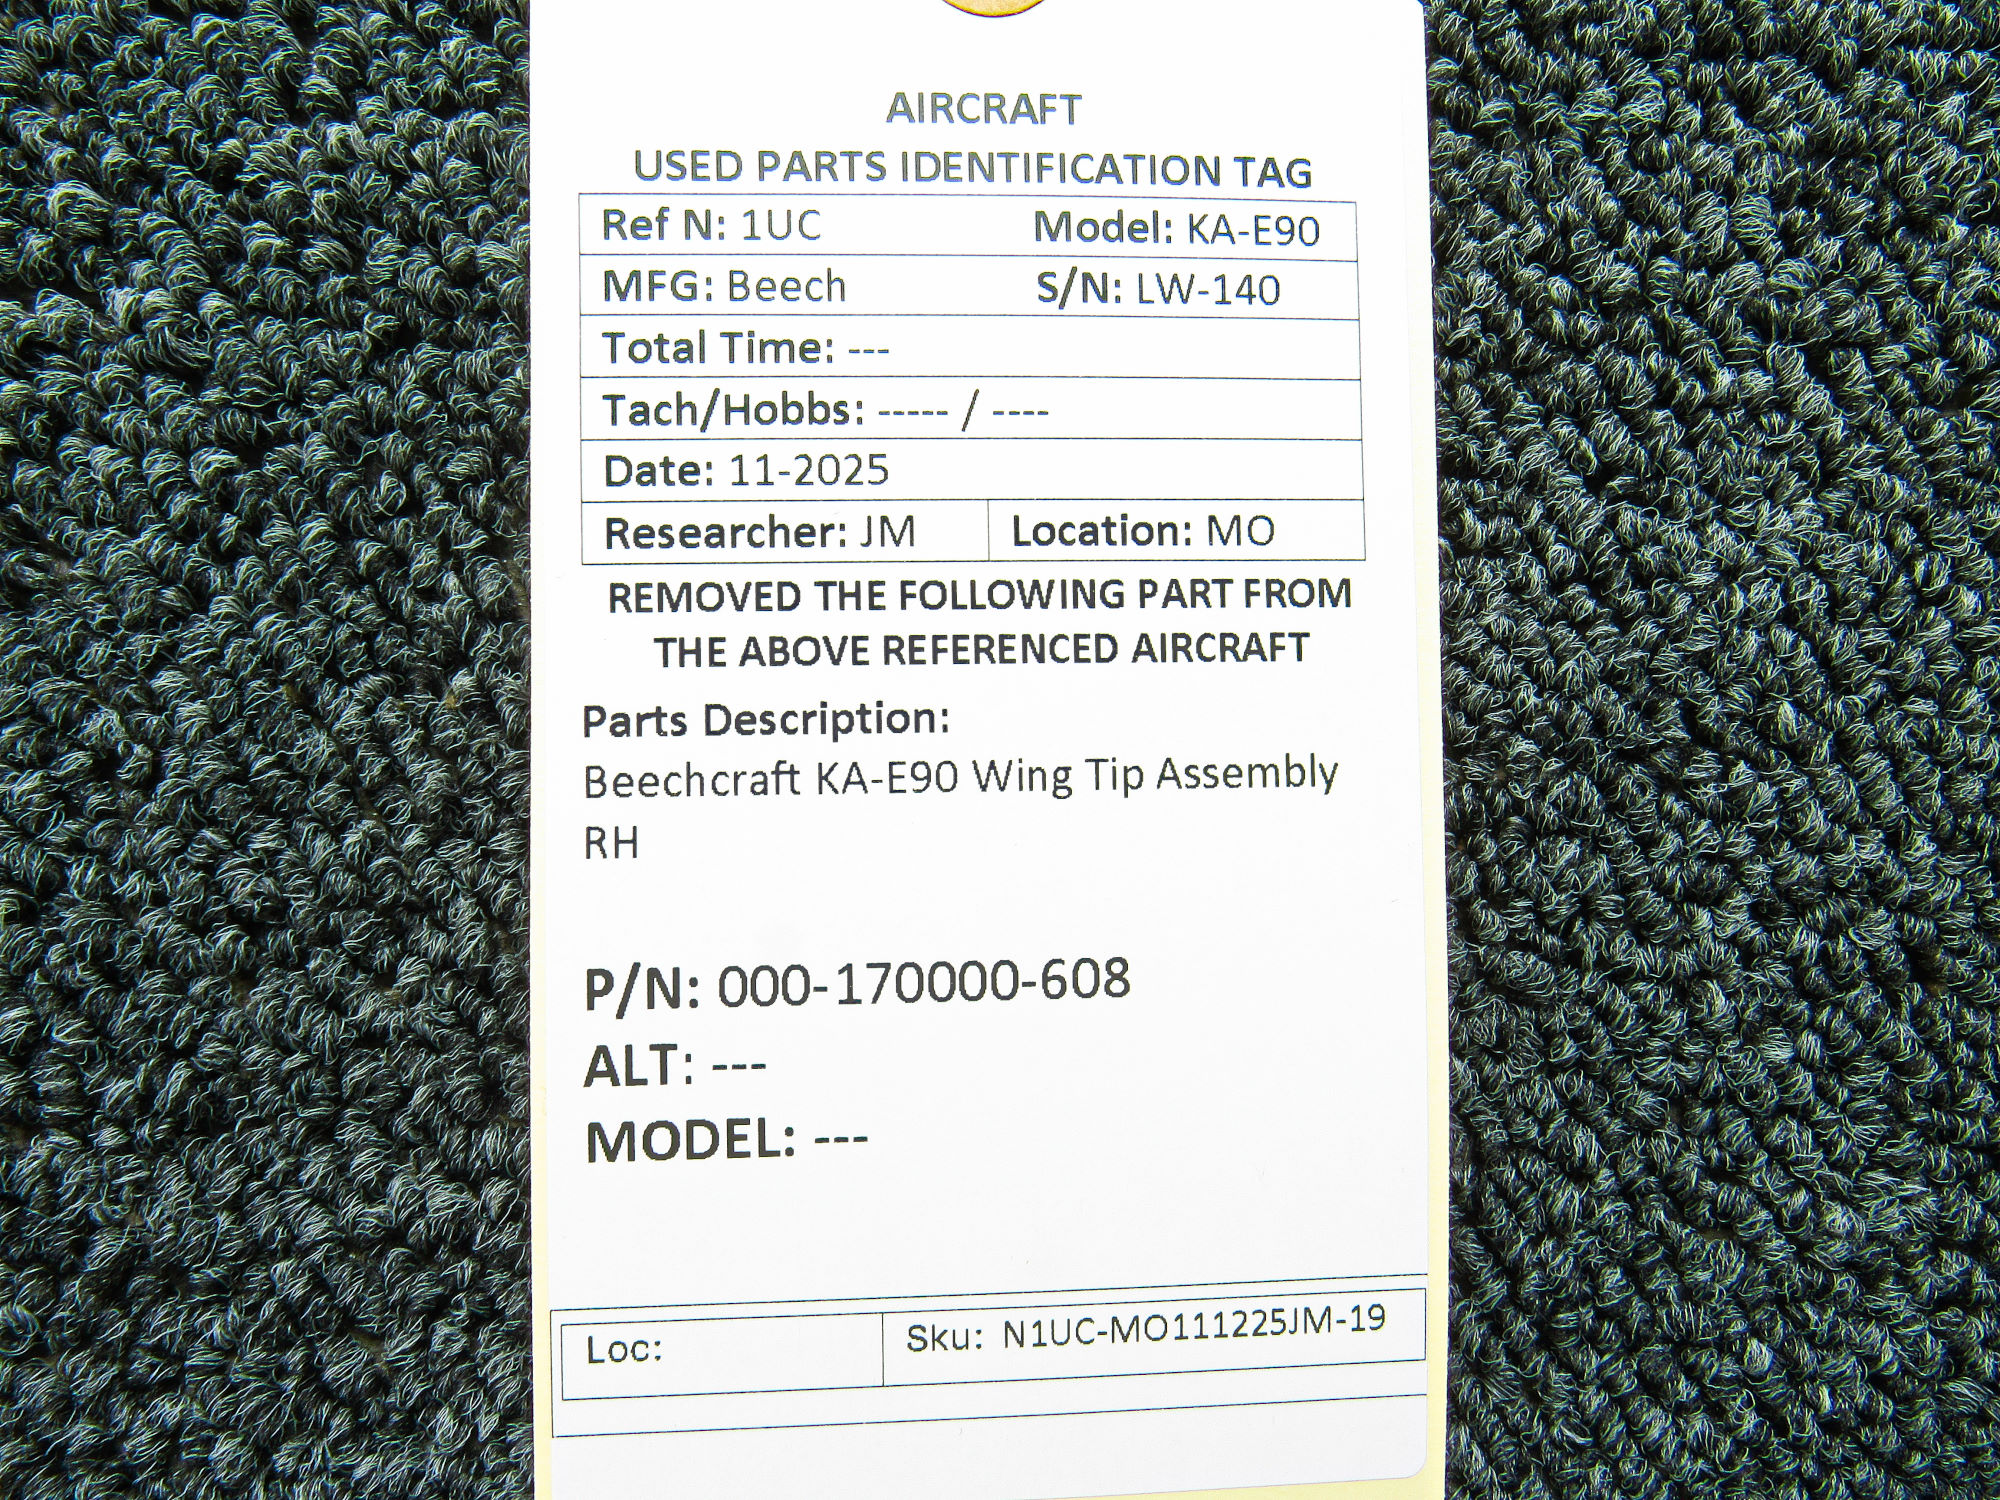 AIRCRAFT
USED PARTS IDENTIFICATION TAG
Ref N: 1UC Model: KA-E90
MFG: Beech S/N: LW-140
Total Time: ---
Tach/Hobbs: ----- / ----
Date: 11-2025
Researcher: JM Location: MO
REMOVED THE FOLLOWING PART FROM
THE ABOVE REFERENCED AIRCRAFT
Parts Description:
Beechcraft KA-E90 Wing Tip Assembly
RH
P/N: 000-170000-608
ALT: ---
MODEL: ---
Loc: Sku: N1UC-MO111225JM-19